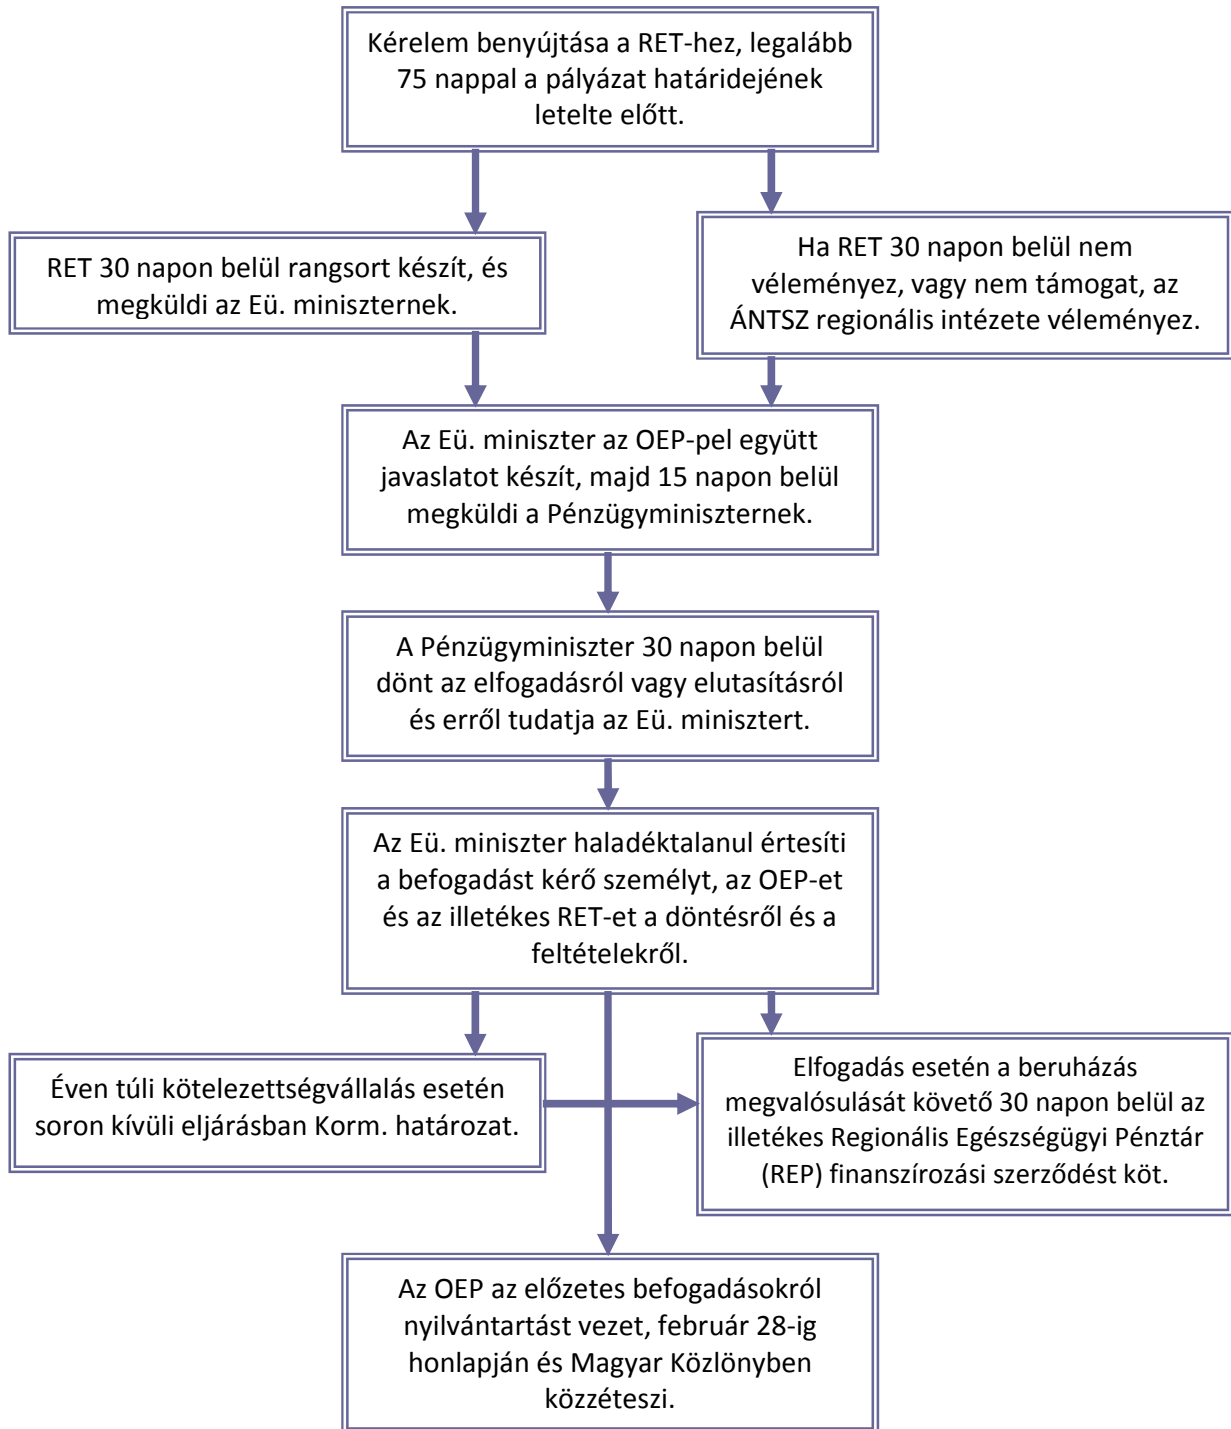 Kérelem benyújtása a RET-hez, legalább
75 nappal a pályázat határidejének
letelte előtt.
RET 30 napon belül rangsort készít, és
megküldi az Eü. miniszternek.
Ha RET 30 napon belül nem
véleményez, vagy nem támogat, az
ÁNTSZ regionális intézete véleményez.
Az Eü. miniszter az OEP-pel együtt
javaslatot készít, majd 15 napon belül
megküldi a Pénzügyminiszternek.
A Pénzügyminiszter 30 napon belül
dönt az elfogadásról vagy elutasításról
és erről tudatja az Eü. minisztert.
Az Eü. miniszter haladéktalanul értesíti
a befogadást kérő személyt, az OEP-et
és az illetékes RET-et a döntésről és a
feltételekről.
Éven túli kötelezettségvállalás esetén
soron kívüli eljárásban Korm. határozat.
Elfogadás esetén a beruházás
megvalósulását követő 30 napon belül az
illetékes Regionális Egészségügyi Pénztár
(REP) finanszírozási szerződést köt.
Az OEP az előzetes befogadásokról
nyilvántartást vezet, február 28-ig
honlapján és Magyar Közlönyben
közzéteszi.